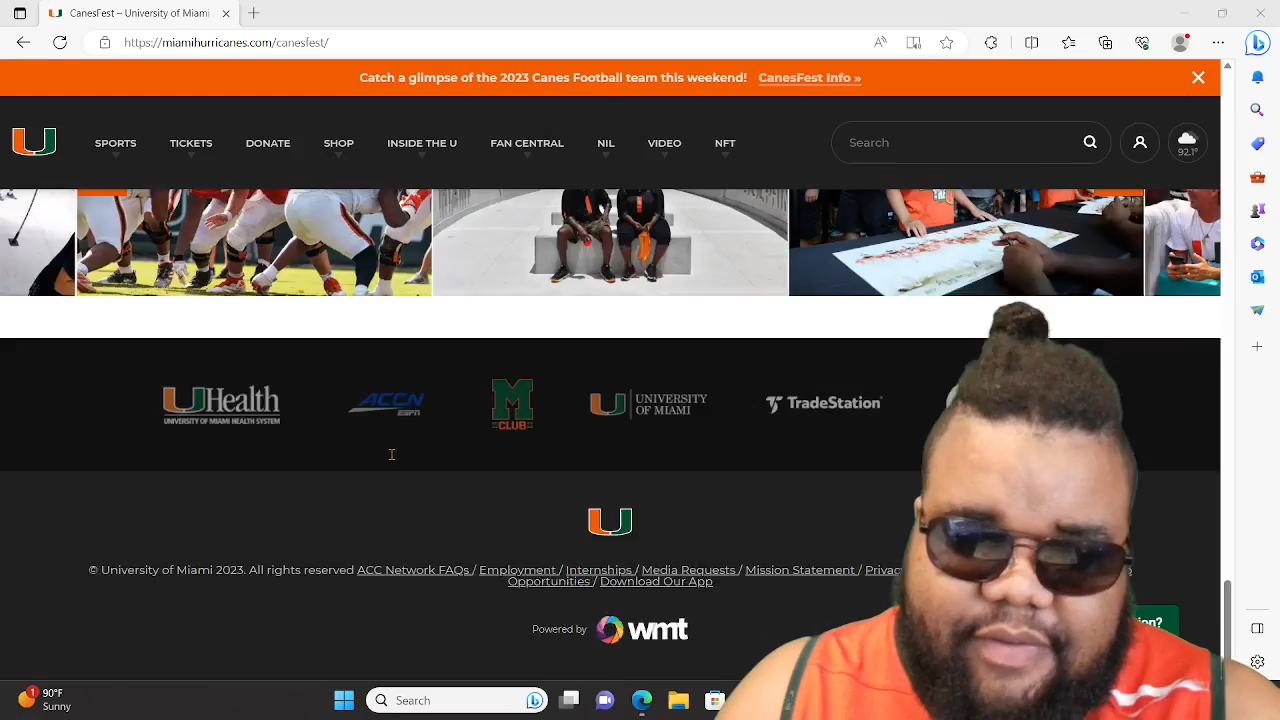 CanesFest – University of Miami
https://miamihurricanes.com/canesfest/
Catch a glimpse of the 2023 Canes Football team this weekend! CanesFest Info »
SPORTS TICKETS DONATE SHOP INSIDE THE U FAN CENTRAL NIL VIDEO NFT
Search
92.1°
UHealth
UNIVERSITY OF MIAMI HEALTH SYSTEM
ACCN
ESPN
M
CLUB
UNIVERSITY
OF MIAMI
TradeStation
© University of Miami 2023. All rights reserved ACC Network FAQs / Employment / Internships / Media Requests / Mission Statement /
Opportunities / Download Our App
Powered by wmt
1
90°F
Sunny
Search